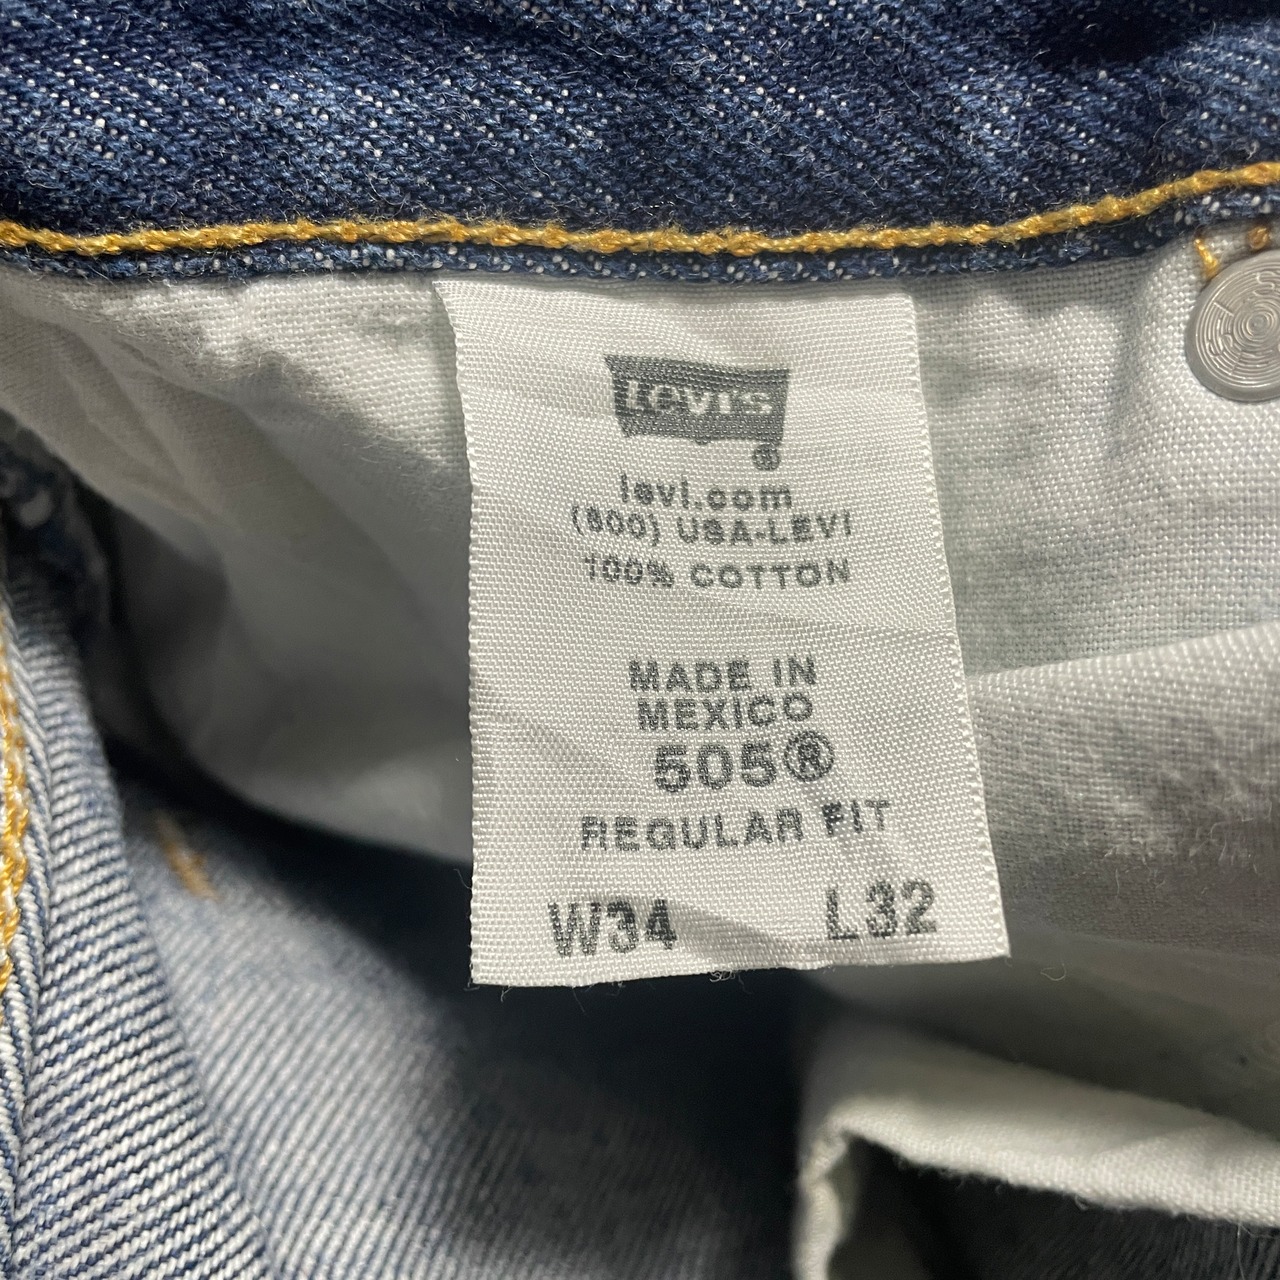 Levi's
®
levi.com
(800) USA-LEVI
100% COTTON
MADE IN
MEXICO
505®
REGULAR FIT
W34 L32